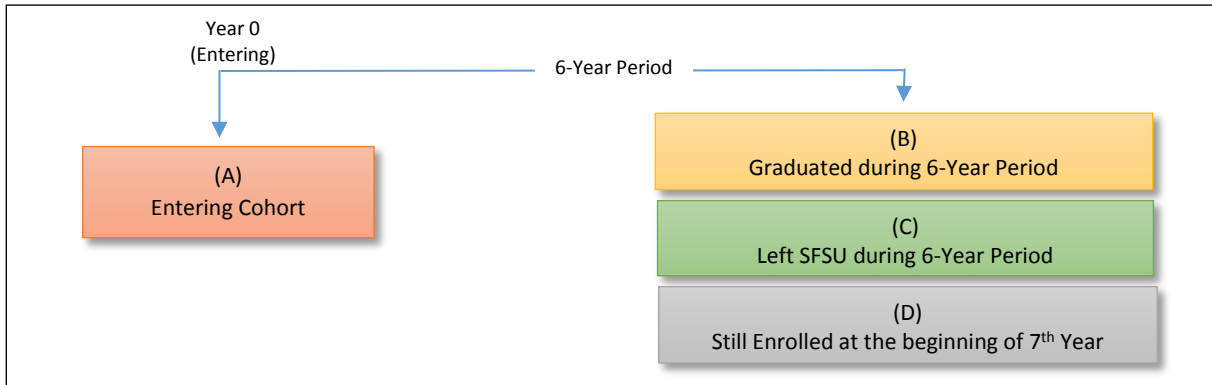 Year 0
(Entering)
6-Year Period
(A)
Entering Cohort
(B)
Graduated during 6-Year Period
(C)
Left SFSU during 6-Year Period
(D)
Still Enrolled at the beginning of 7th Year